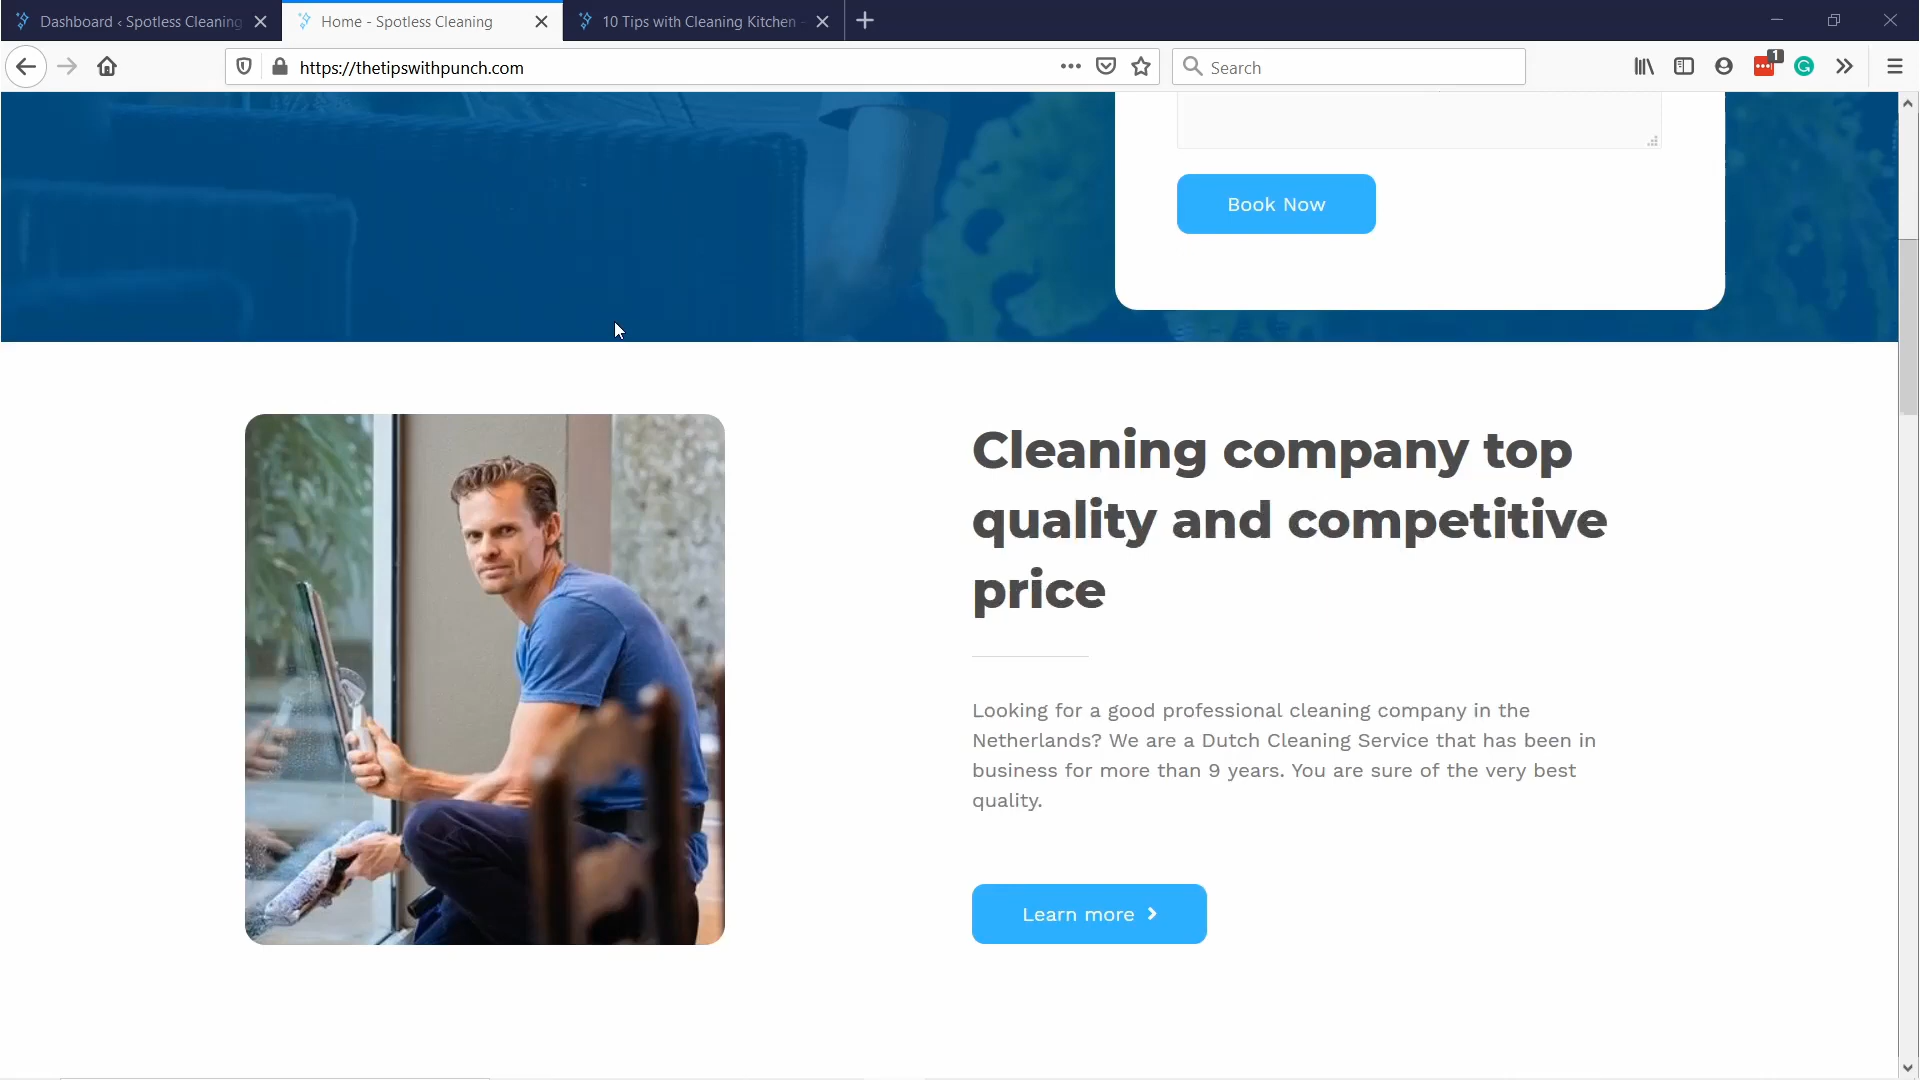 Dashboard ‹ Spotless Cleaning
Home - Spotless Cleaning
10 Tips with Cleaning Kitchen -
https://thetipswithpunch.com
Search
1
Book Now
Cleaning company top
quality and competitive
price
Looking for a good professional cleaning company in the
Netherlands? We are a Dutch Cleaning Service that has been in
business for more than 9 years. You are sure of the very best
quality.
Learn more